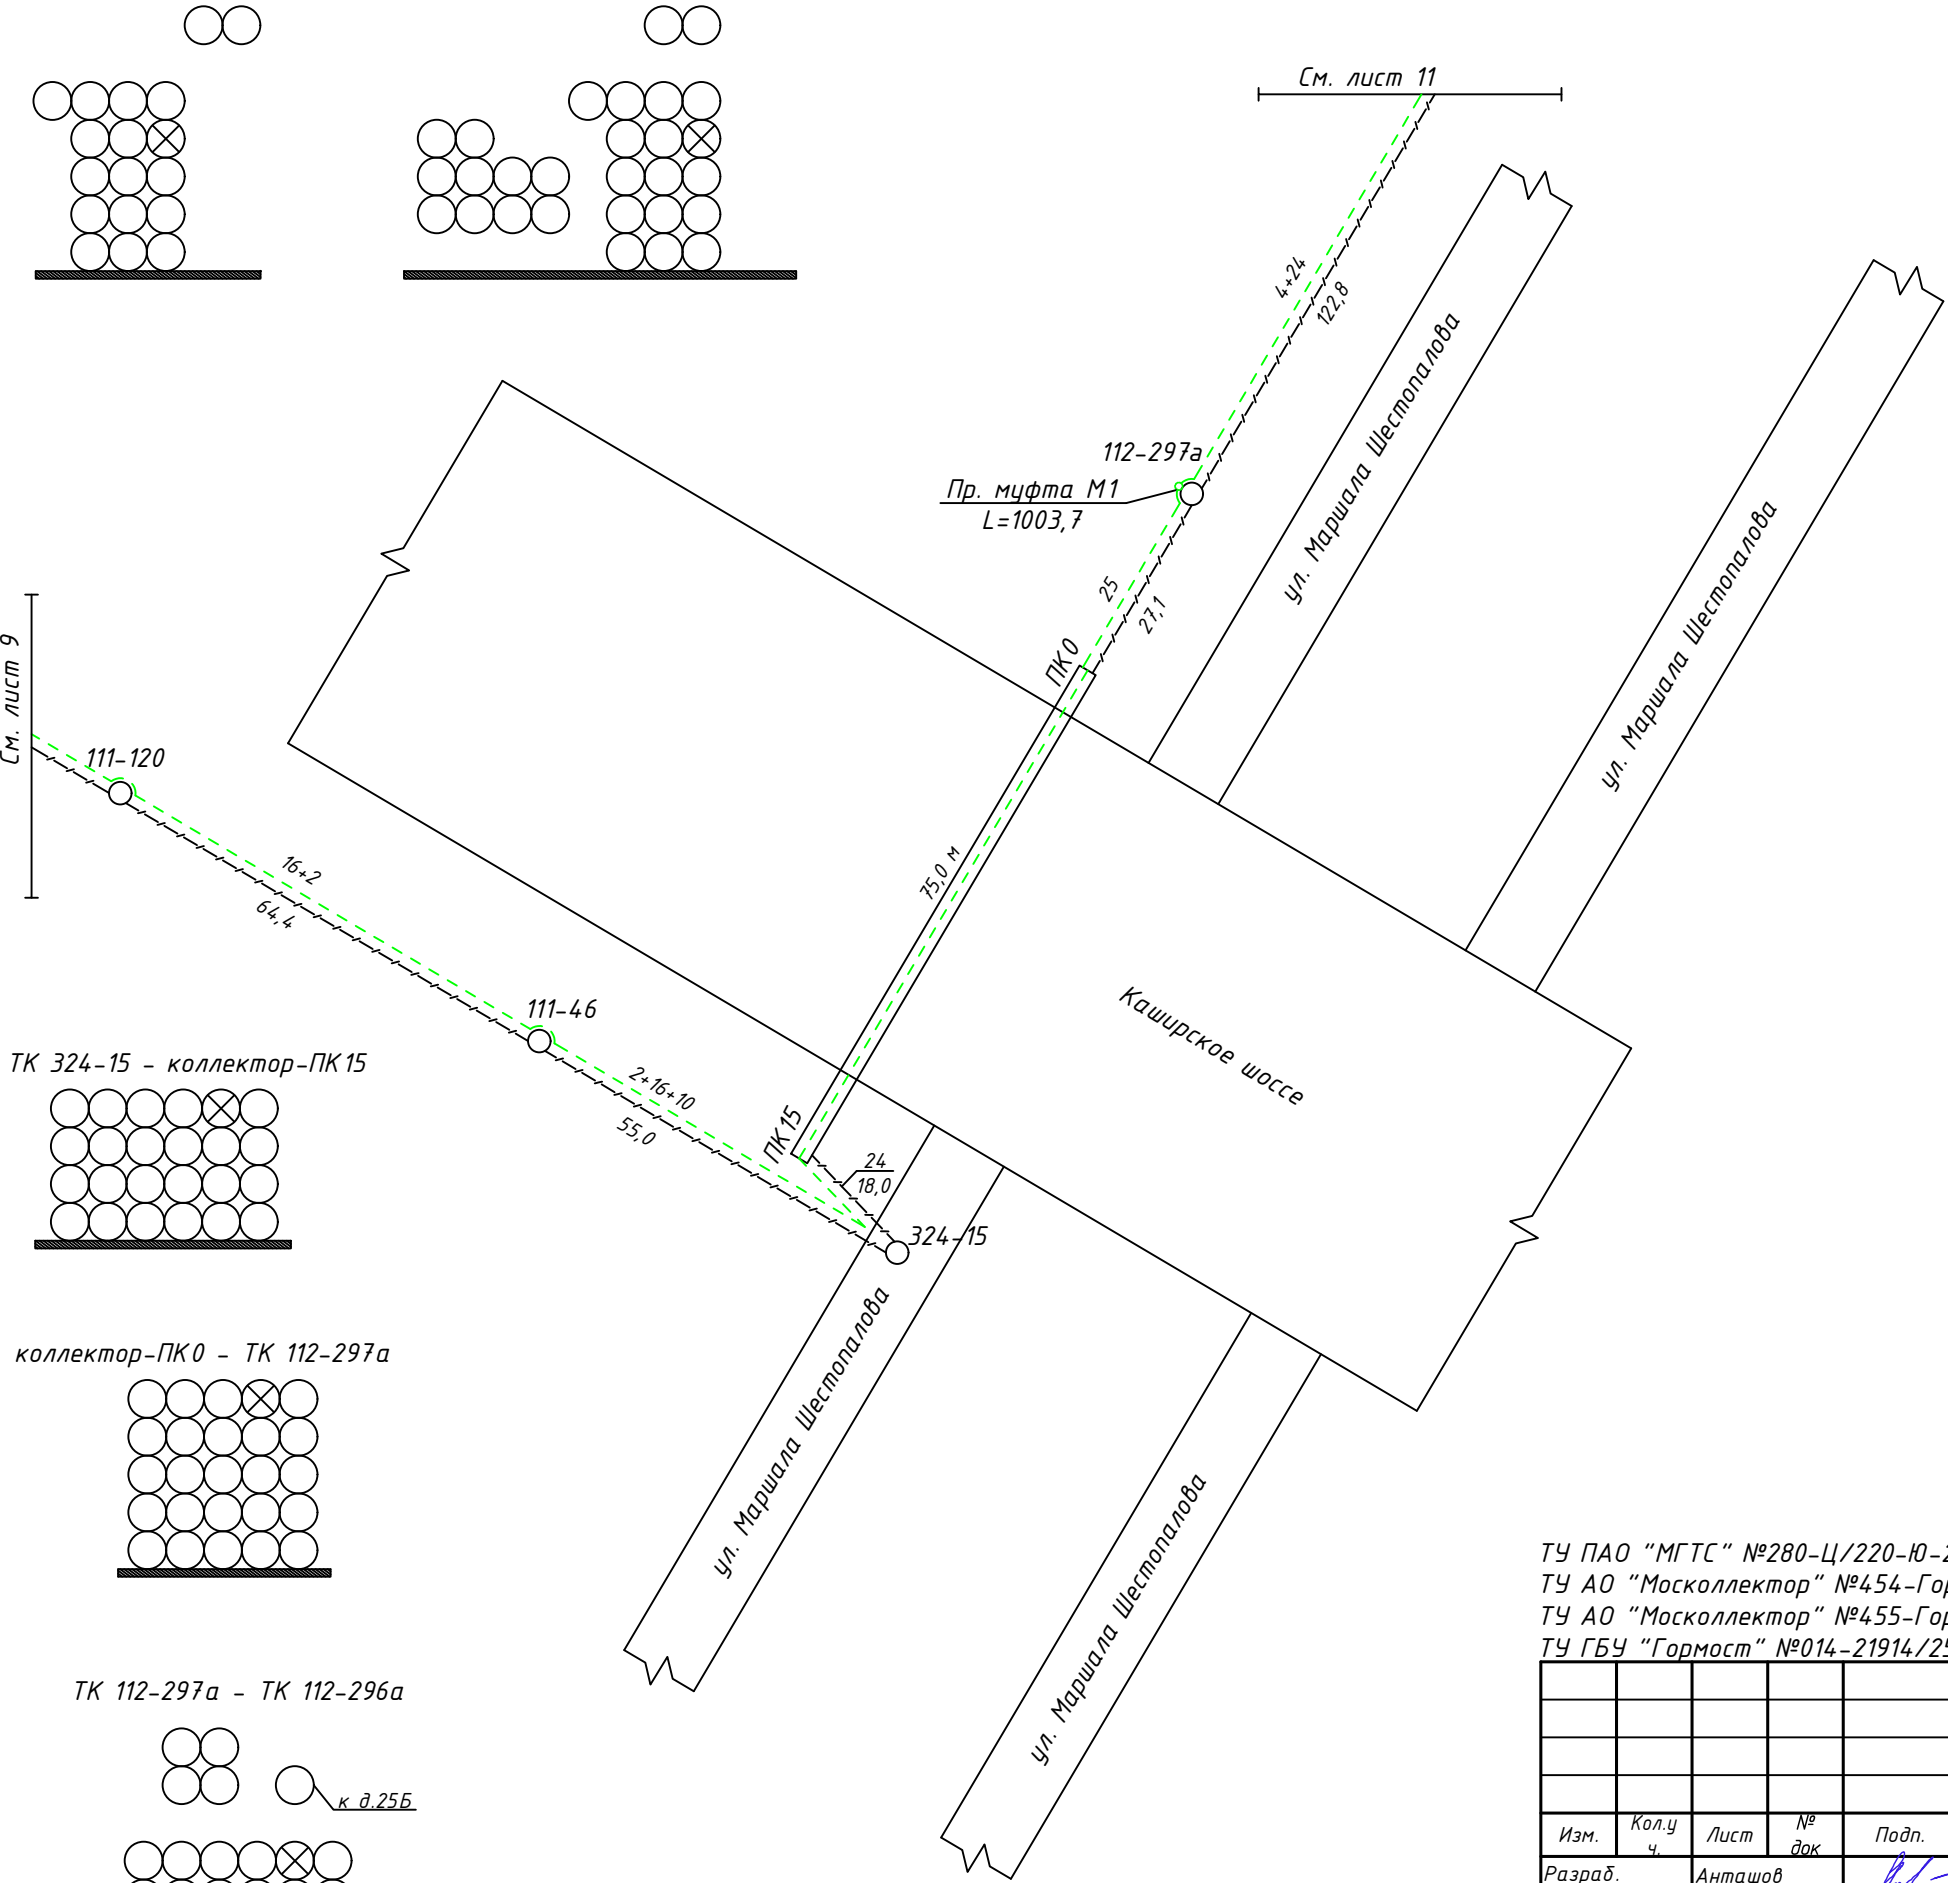 См. лист 11
4+24
122,8
ул. Маршала Шестопалова
ул. Маршала Шестопалова
112-297а
Пр. муфта М1
L=1003,7
25
27,1
ПК0
См. лист 9
111-120
16+2
64,4
75,0 м
111-46
Каширское шоссе
ТК 324-15 - коллектор-ПК15
2+16+10
55,0
ПК15
24
18,0
324-15
ул. Маршала Шестопалова
коллектор-ПК0 - ТК 112-297а
ул. Маршала Шестопалова
ТУ ПАО "МГТС" №280-Ц/220-Ю-2
ТУ АО "Москоллектор" №454-Гор
ТУ АО "Москоллектор" №455-Гор
ТУ ГБУ "Гормост" №014-21914/25
ТК 112-297а - ТК 112-296а
к д.25Б
Изм. Кол.уч. Лист № док Подп.
Разраб. Анташов